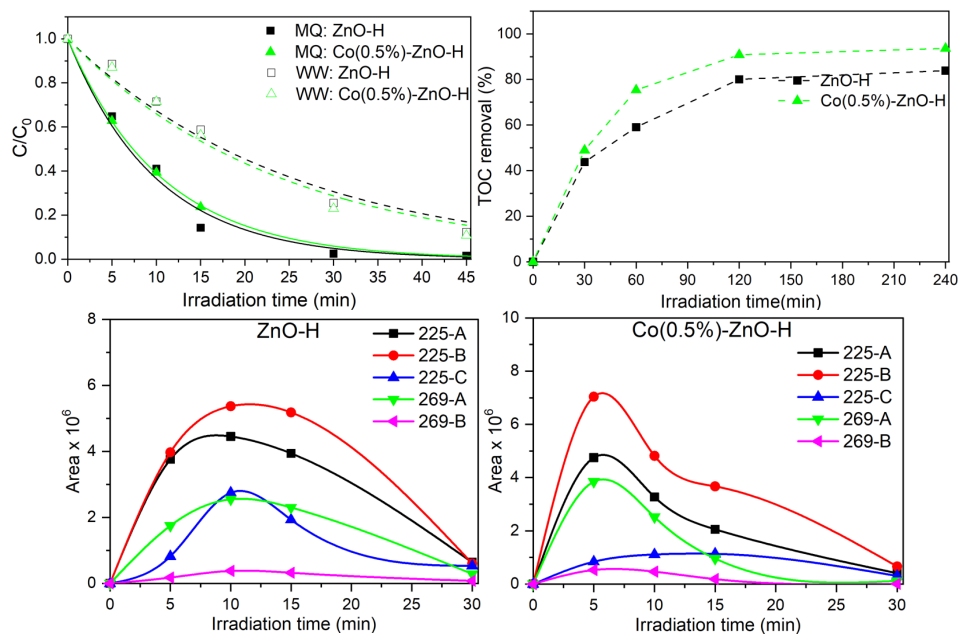 MQ: ZnO-H
MQ: Co(0.5%)-ZnO-H
WW: ZnO-H
WW: Co(0.5%)-ZnO-H
C/C0
1.0
0.8
0.6
0.4
0.2
0.0
0 5 10 15 20 25 30 35 40 45
Irradiation time (min)
TOC removal (%)
100
80
60
40
20
0
ZnO-H
Co(0.5%)-ZnO-H
0 30 60 90 120 150 180 210 240
Irradiation time(min)
ZnO-H
225-A
225-B
225-C
269-A
269-B
Area x 10^6
8
6
4
2
0
0 5 10 15 20 25 30
Irradiation time (min)
Co(0.5%)-ZnO-H
225-A
225-B
225-C
269-A
269-B
Area x 10^6
10
8
6
4
2
0
0 5 10 15 20 25 30
Irradiation time (min)